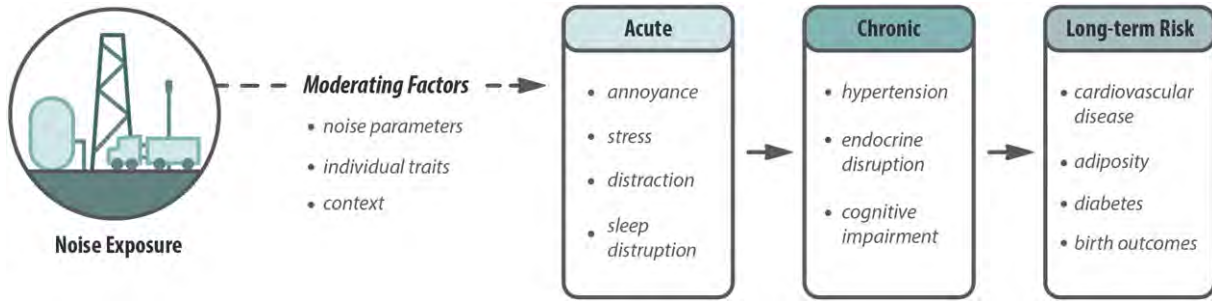 Noise Exposure
Moderating Factors
• noise parameters
• individual traits
• context
Acute
• annoyance
• stress
• distraction
• sleep
distruption
Chronic
• hypertension
• endocrine
disruption
• cognitive
impairment
Long-term Risk
• cardiovascular
disease
• adiposity
• diabetes
• birth outcomes